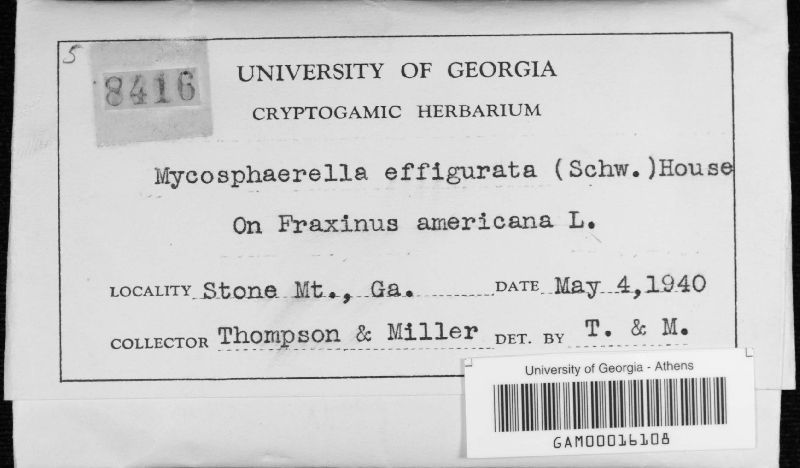 5
8416
UNIVERSITY OF GEORGIA
CRYPTOGAMIC HERBARIUM
Mycosphaerella effigurata (Schw.)House
On Fraxinus americana L.
LOCALITY Stone Mt., Ga. DATE May 4,1940
COLLECTOR Thompson & Miller DET. BY T. & M.
University of Georgia - Athens
GAM00016108